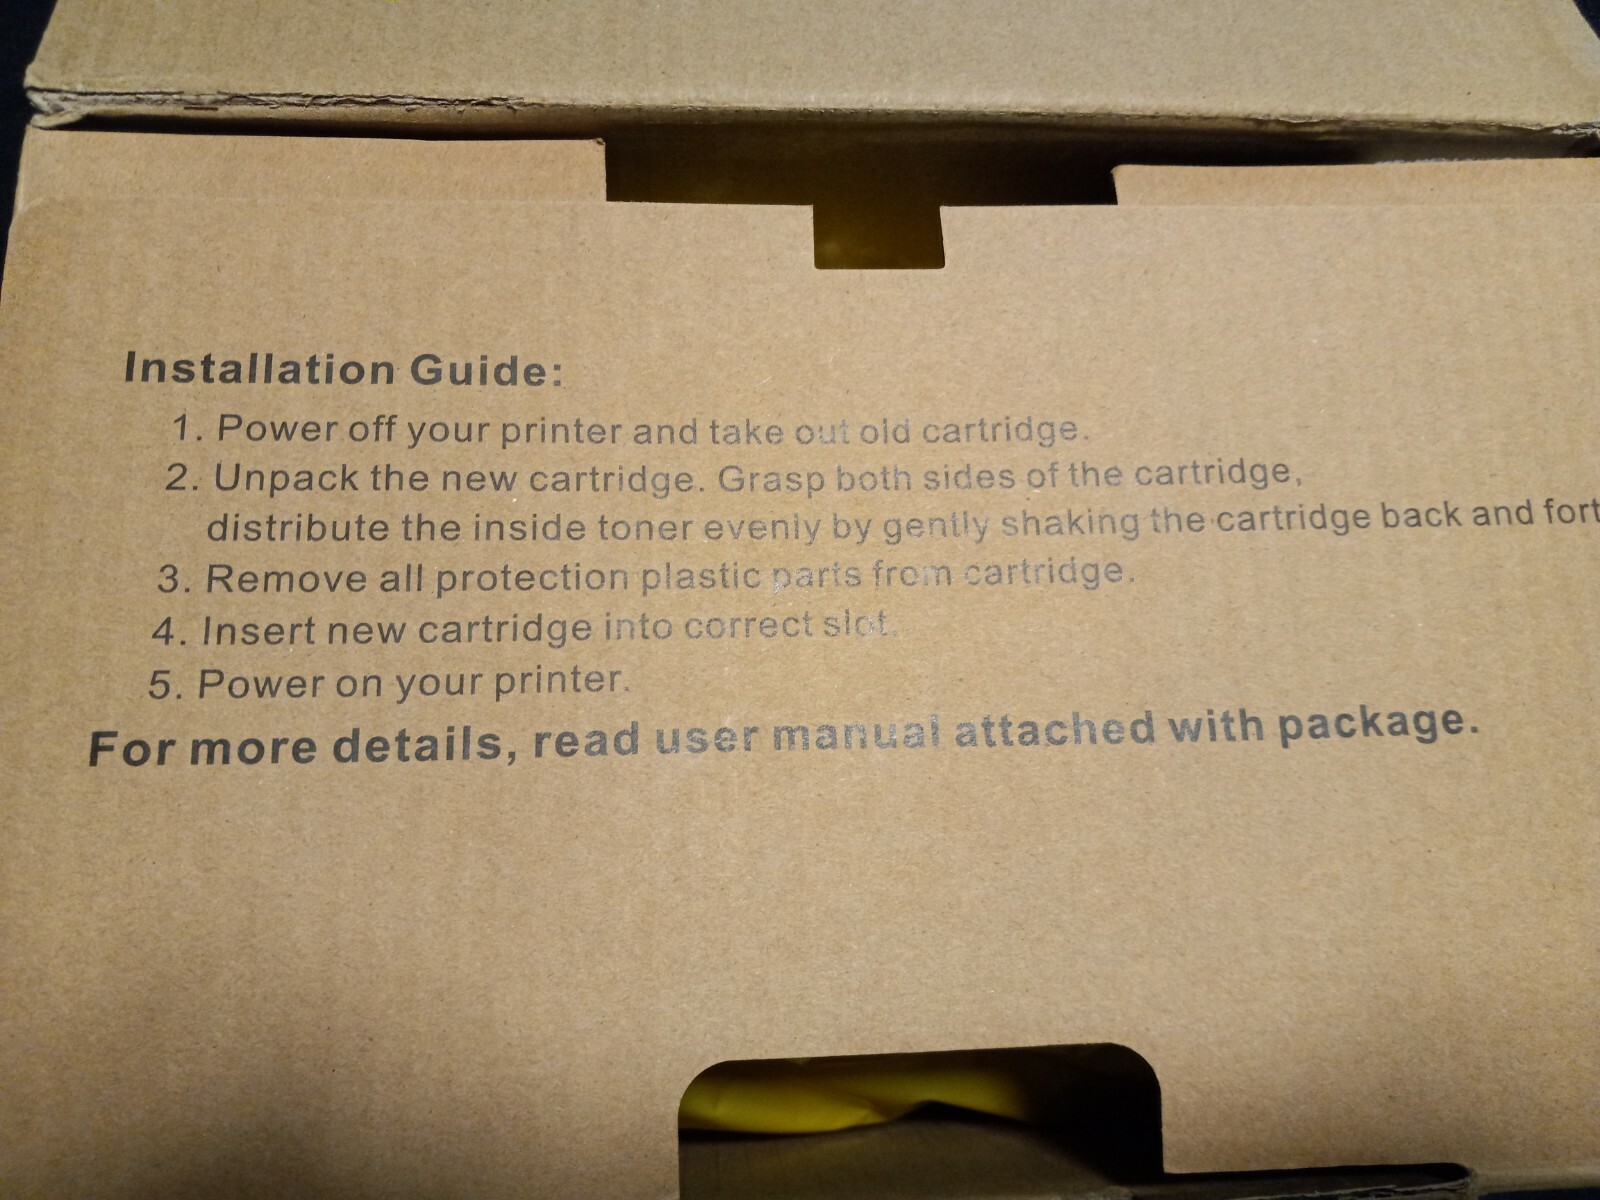 Installation Guide:
1. Power off your printer and take out old cartridge.
2. Unpack the new cartridge. Grasp both sides of the cartridge,
distribute the inside toner evenly by gently shaking the cartridge back and fort
3. Remove all protection plastic parts from cartridge.
4. Insert new cartridge into correct slot.
5. Power on your printer.
For more details, read user manual attached with package.